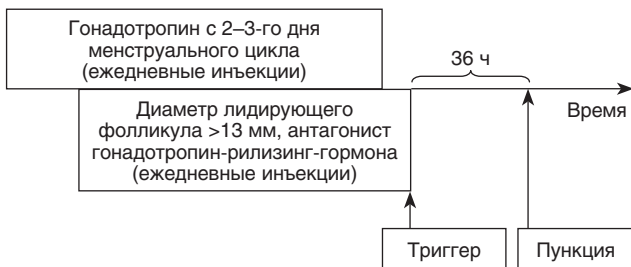 Гонадотропин с 2–3-го дня
менструального цикла
(ежедневные инъекции)
36 ч
Время
Диаметр лидирующего
фолликула >13 мм, антагонист
гонадотропин-рилизинг-гормона
(ежедневные инъекции)
Триггер
Пункция